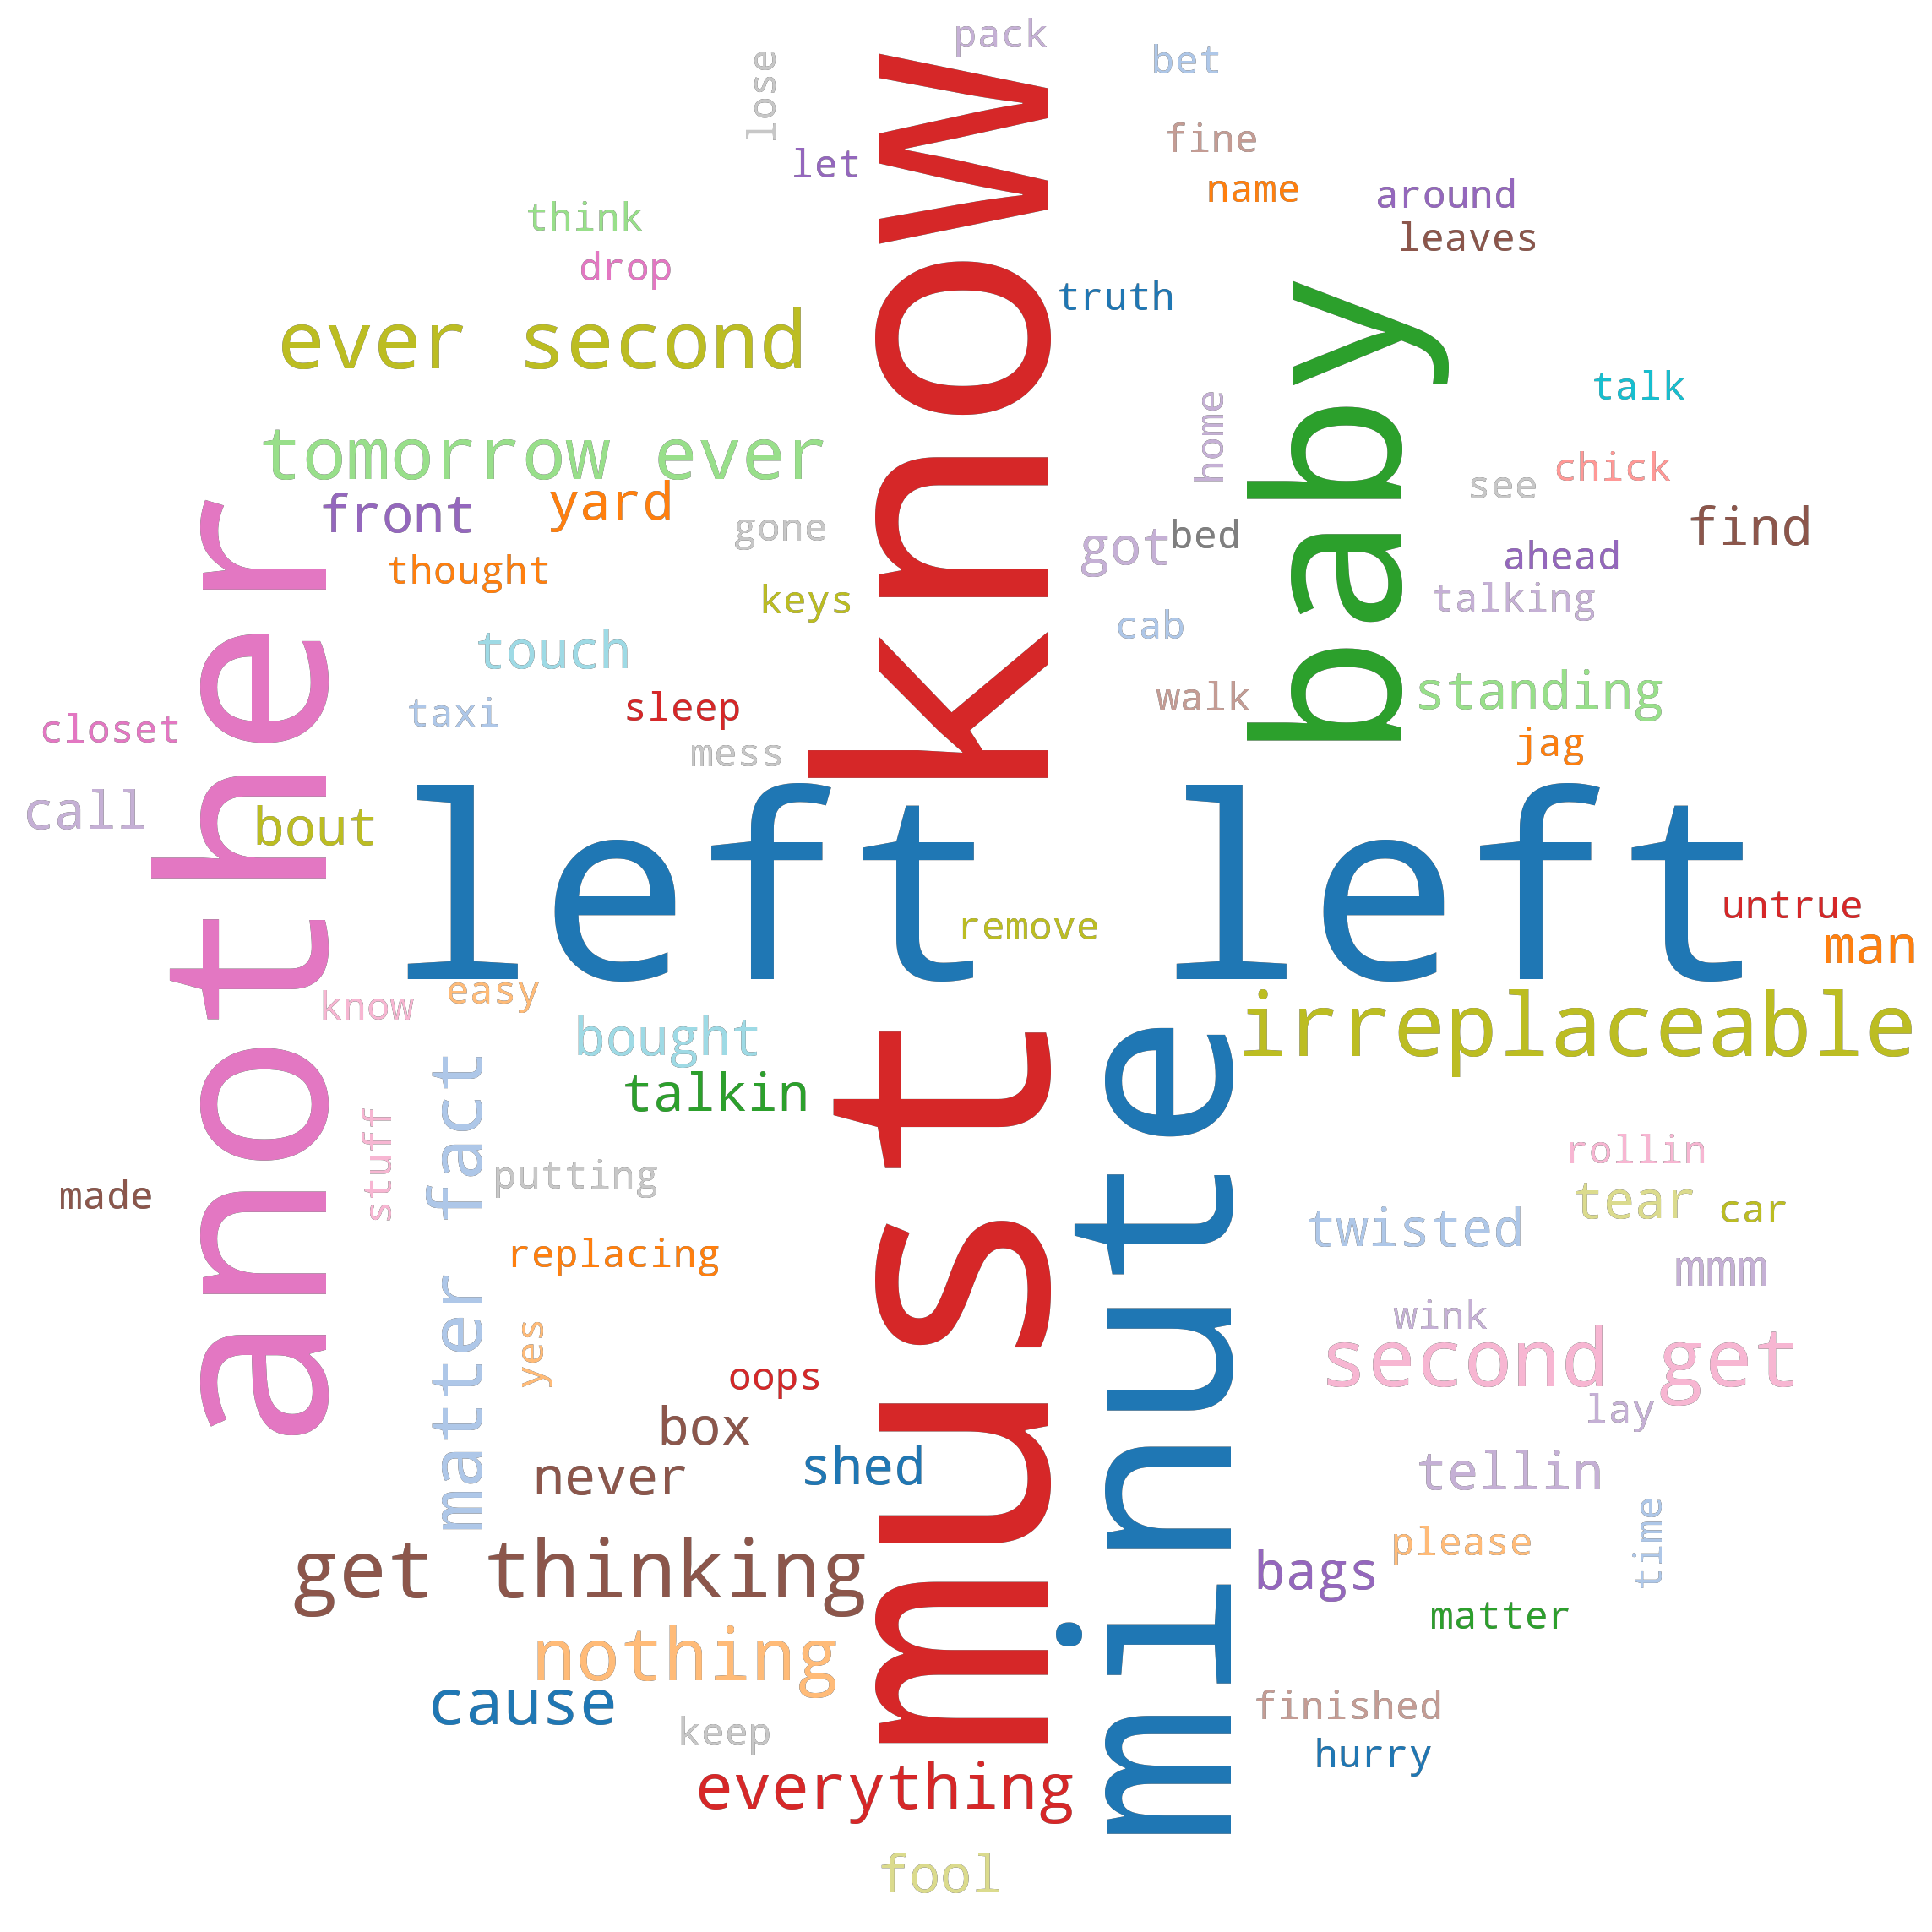 pack
bet
lose
fine
let
name
around
think
leaves
drop
truth
ever second
must know
baby
talk
tomorrow ever
home
chick
see
front
yard
another
gone
got
bed
find
ahead
thought
keys
talking
cab
touch
standing
walk
taxi
sleep
closet
mess
jag
call
bout
left left
untrue
remove
man
know
easy
irreplaceable
bought
minute
talkin
matter fact
stuff
rollin
putting
made
tear
car
twisted
replacing
mmm
yes
wink
second get
oops
lay
box
never
shed
tellin
time
please
get thinking
bags
matter
nothing
cause
keep
finished
hurry
everything
fool